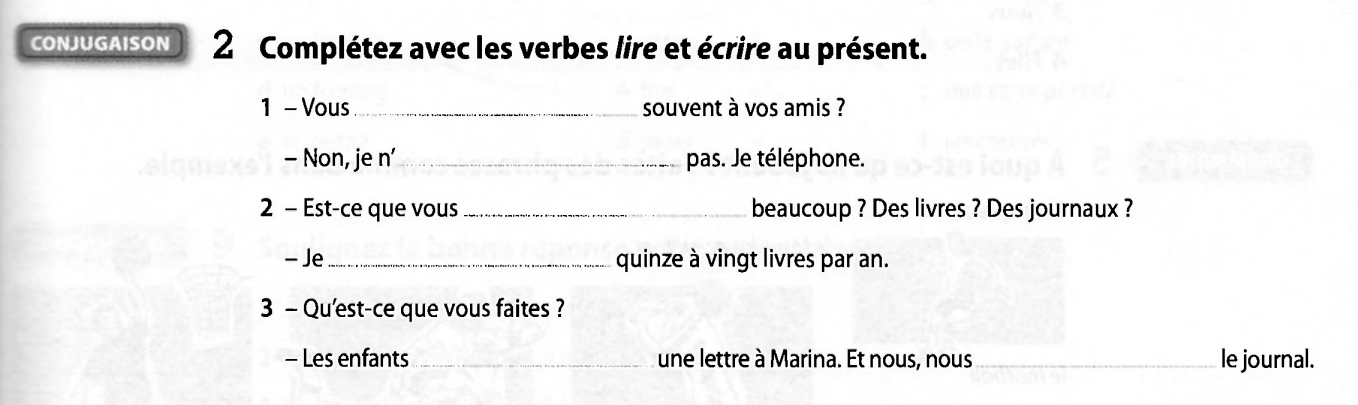 CONJUGAISON 2 Complétez avec les verbes lire et écrire au présent.
1 – Vous souvent à vos amis ?
– Non, je n' pas. Je téléphone.
2 – Est-ce que vous beaucoup ? Des livres ? Des journaux ?
– Je quinze à vingt livres par an.
3 – Qu'est-ce que vous faites ?
– Les enfants une lettre à Marina. Et nous, nous le journal.